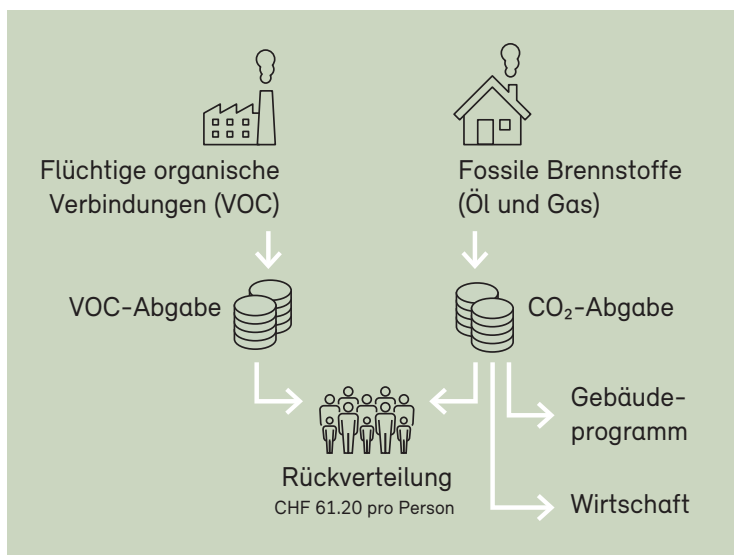 Flüchtige organische
Verbindungen (VOC)
Fossile Brennstoffe
(Öl und Gas)
VOC-Abgabe
CO₂-Abgabe
Gebäude-
programm
Rückverteilung
CHF 61.20 pro Person
Wirtschaft